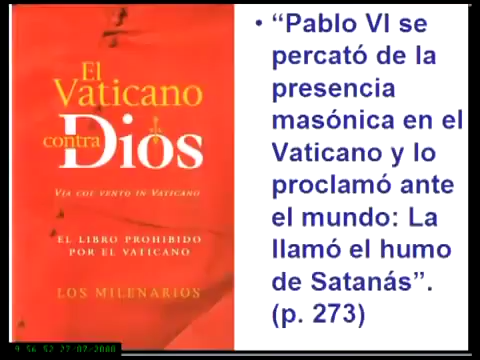 El
Vaticano
contra
Dios
VIA COL VENTO IN VATICANO
EL LIBRO PROHIBIDO
POR EL VATICANO
LOS MILENARIOS
• “Pablo VI se
percató de la
presencia
masónica en el
Vaticano y lo
proclamó ante
el mundo: La
llamó el humo
de Satanás”.
(p. 273)